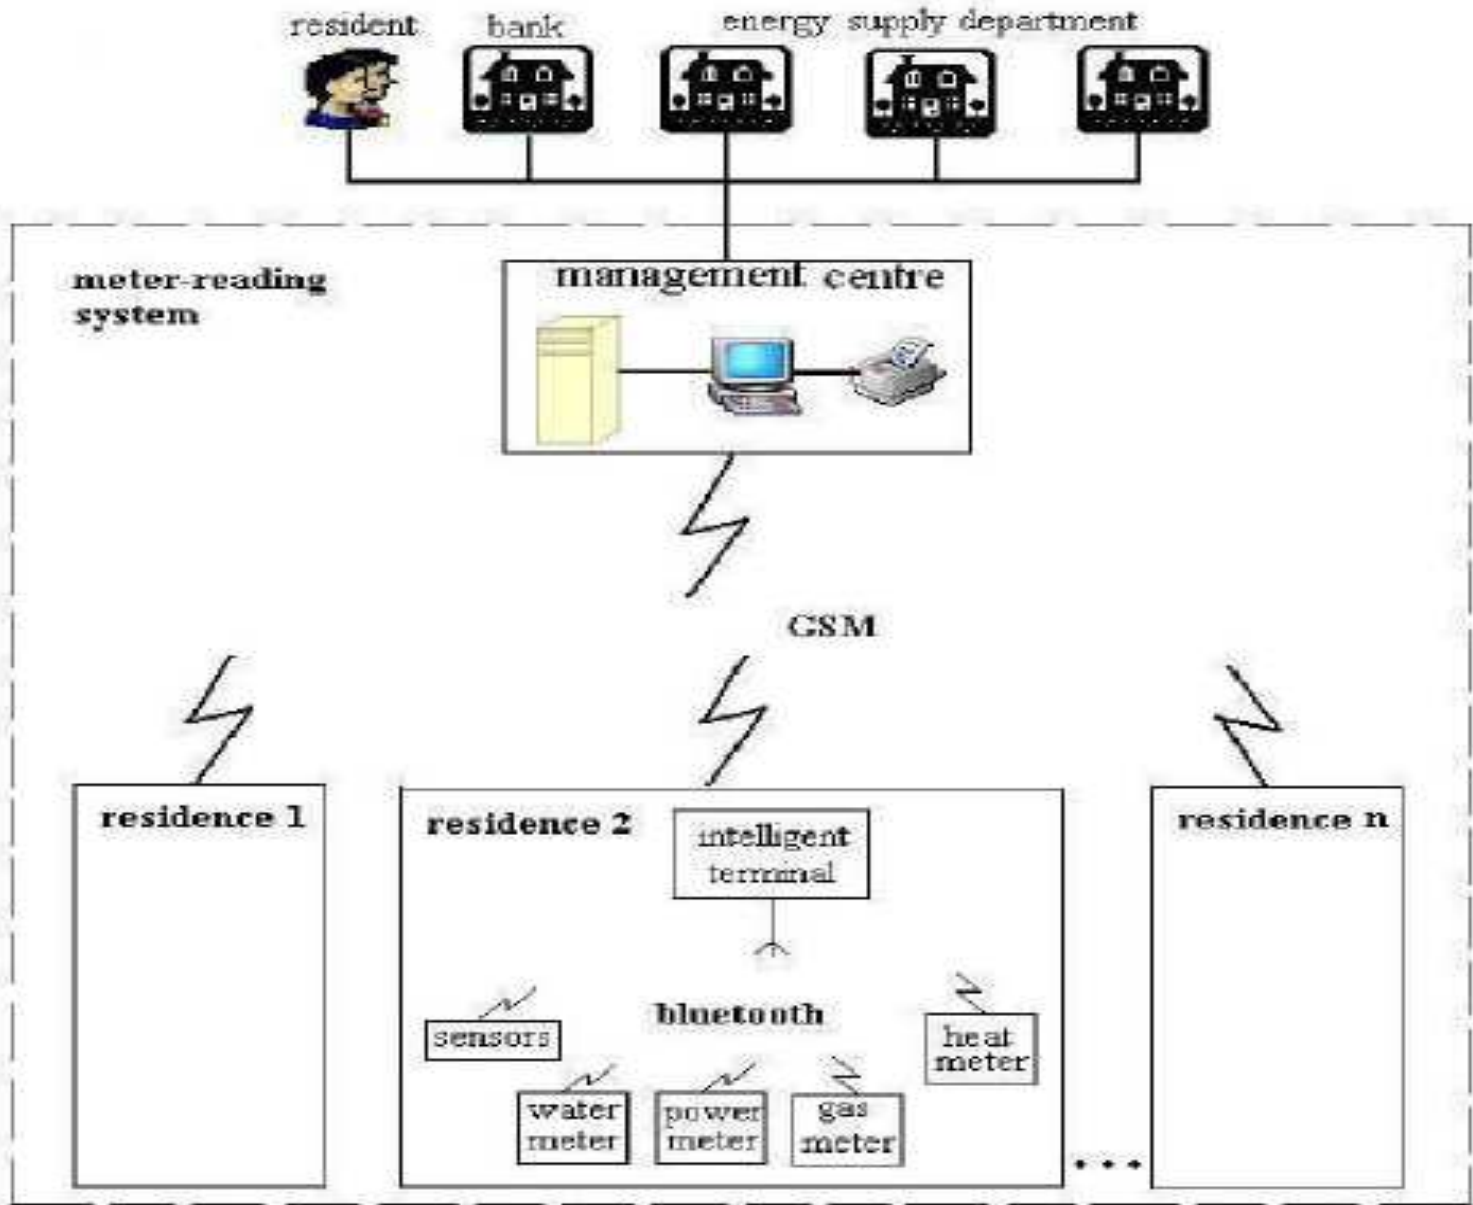 resident
bank
energy supply department
meter-reading
system
management centre
GSM
residence 1
residence 2
intelligent
terminal
residence n
bluetooth
sensors
heat
meter
water
meter
power
meter
gas
meter
...